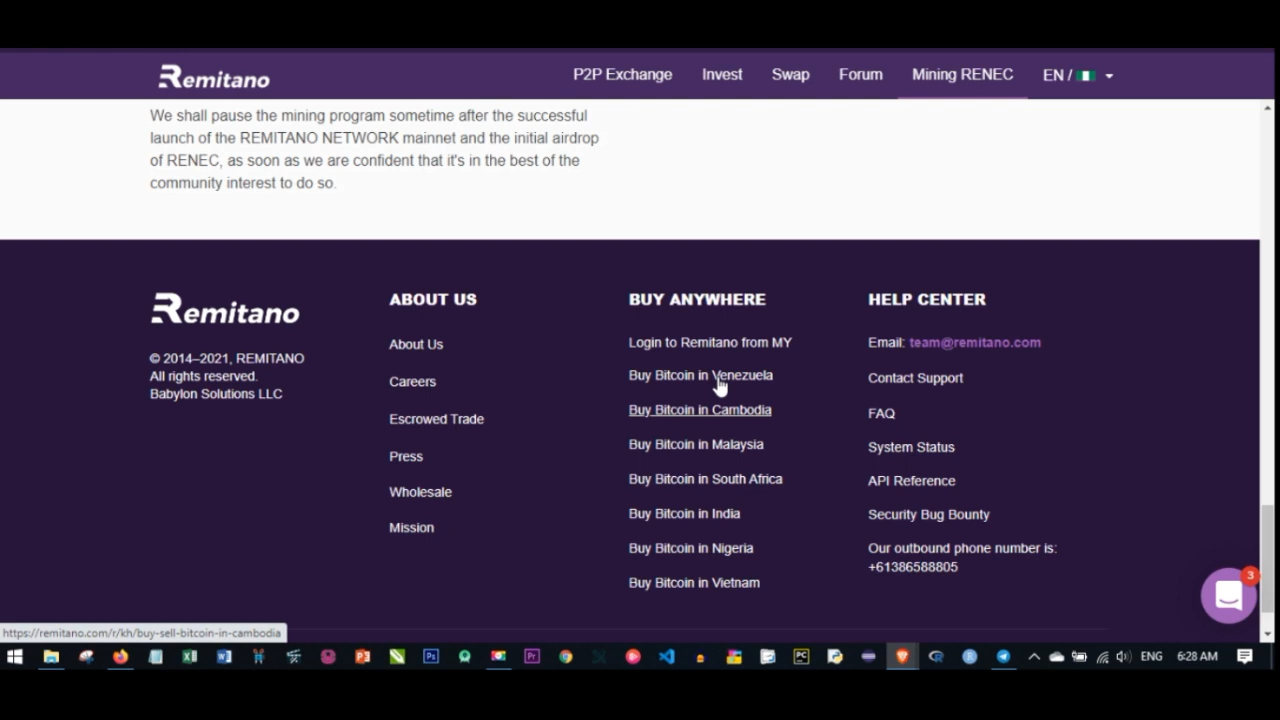 Remitano
P2P Exchange
Invest
Swap
Forum
Mining RENEC
EN /
We shall pause the mining program sometime after the successful
launch of the REMITANO NETWORK mainnet and the initial airdrop
of RENEC, as soon as we are confident that it's in the best of the
community interest to do so.
Remitano
© 2014–2021, REMITANO
All rights reserved.
Babylon Solutions LLC
ABOUT US
About Us
Careers
Escrowed Trade
Press
Wholesale
Mission
BUY ANYWHERE
Login to Remitano from MY
Buy Bitcoin in Venezuela
Buy Bitcoin in Cambodia
Buy Bitcoin in Malaysia
Buy Bitcoin in South Africa
Buy Bitcoin in India
Buy Bitcoin in Nigeria
Buy Bitcoin in Vietnam
HELP CENTER
Email: team@remitano.com
Contact Support
FAQ
System Status
API Reference
Security Bug Bounty
Our outbound phone number is:
+61386588805
3
https://remitano.com/r/kh/buy-sell-bitcoin-in-cambodia
ENG
6:28 AM